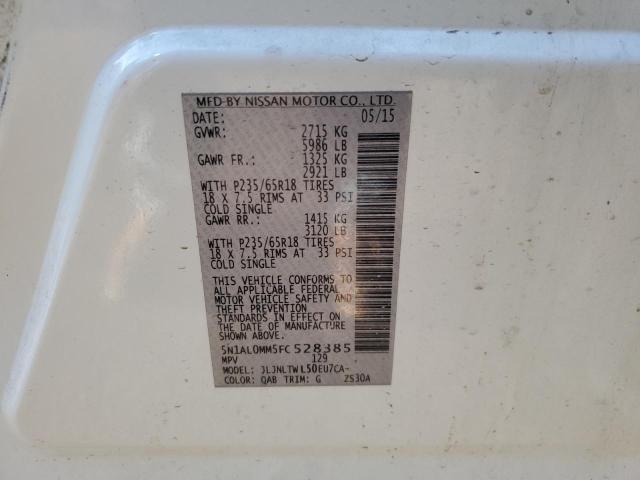 MFD BY NISSAN MOTOR CO., LTD.
DATE: 05/15
GVWR: 2715 KG
5986 LB
GAWR FR.: 1325 KG
2921 LB
WITH P235/65R18 TIRES
18 X 7.5 RIMS AT 33 PSI
COLD SINGLE
GAWR RR.: 1415 KG
3120 LB
WITH P235/65R18 TIRES
18 X 7.5 RIMS AT 33 PSI
COLD SINGLE
THIS VEHICLE CONFORMS TO
ALL APPLICABLE FEDERAL
MOTOR VEHICLE SAFETY AND
THEFT PREVENTION
STANDARDS IN EFFECT ON
THE DATE OF MANUFACTURE
SHOWN ABOVE.
5N1AL0MM5FC528385
MPV 129
MODEL: JLJNLTWL50EU7CA-
COLOR: QAB TRIM: G ZS30A